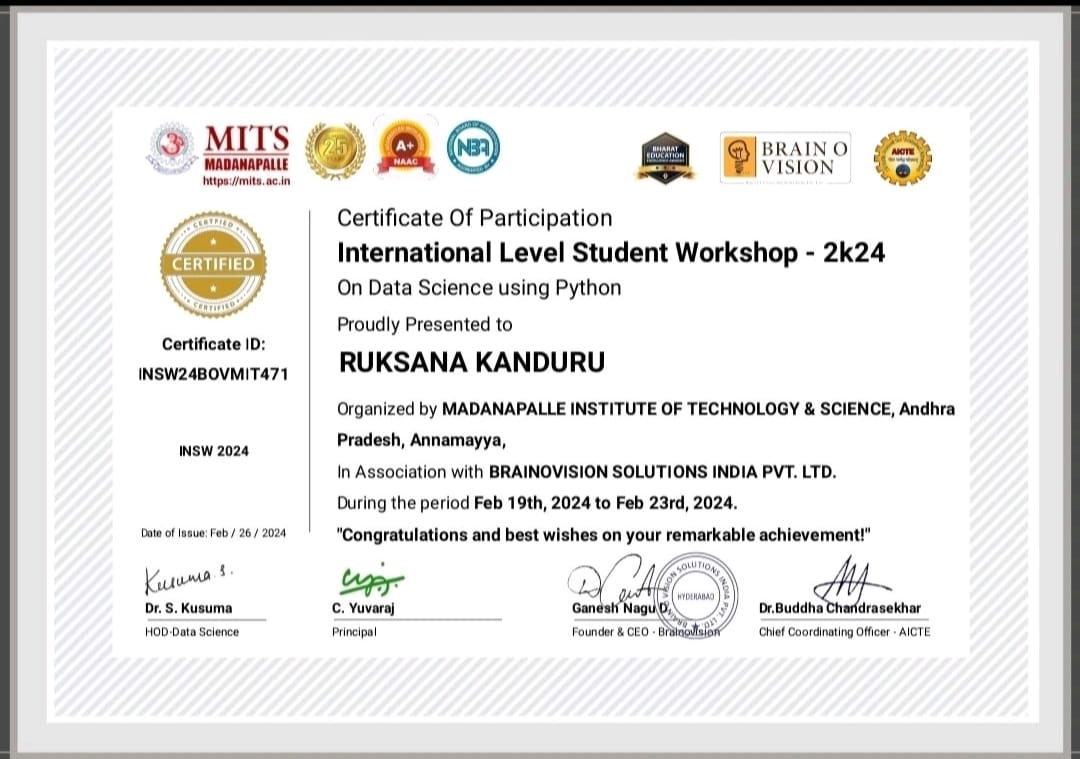 MITS
MADANAPALLE
https://mits.ac.in
25
A+
NAAC
NBA
BHARAT
EDUCATION
BRAIN O
VISION
AICTE
CERTIFIED
CERTIFIED
CERTIFIED
Certificate ID:
INSW24BOVMIT471
INSW 2024
Date of Issue: Feb / 26 / 2024
Certificate Of Participation
International Level Student Workshop - 2k24
On Data Science using Python
Proudly Presented to
RUKSANA KANDURU
Organized by MADANAPALLE INSTITUTE OF TECHNOLOGY & SCIENCE, Andhra
Pradesh, Annamayya,
In Association with BRAINOVISION SOLUTIONS INDIA PVT. LTD.
During the period Feb 19th, 2024 to Feb 23rd, 2024.
"Congratulations and best wishes on your remarkable achievement!"
Kusuma S.
Dr. S. Kusuma
HOD-Data Science
C. Yuvaraj
Principal
BRAINOVISION SOLUTIONS INDIA PVT. LTD.
HYDERABAD
Ganesh Nagu D
Founder & CEO - Brainovision
Dr.Buddha Chandrasekhar
Chief Coordinating Officer - AICTE